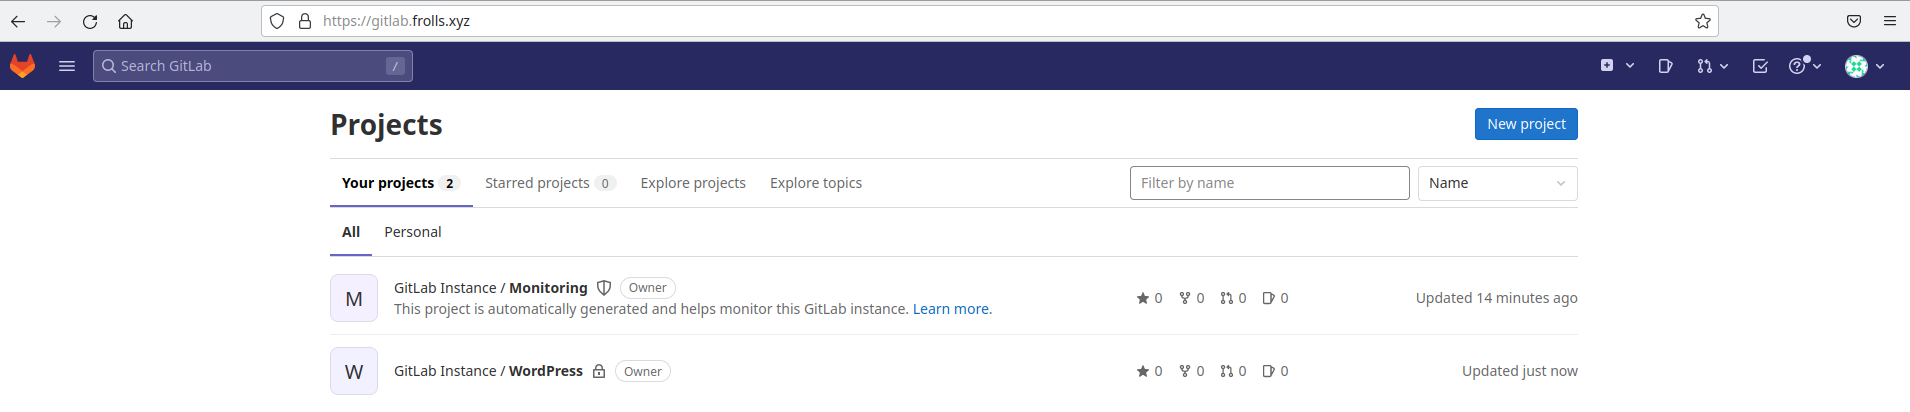 https://gitlab.frolls.xyz
Search GitLab /
Projects
New project
Your projects 2 Starred projects 0 Explore projects Explore topics Filter by name Name
All Personal
M GitLab Instance / Monitoring Owner
This project is automatically generated and helps monitor this GitLab instance. Learn more.
0 0 0 0 Updated 14 minutes ago
W GitLab Instance / WordPress Owner 0 0 0 0 Updated just now